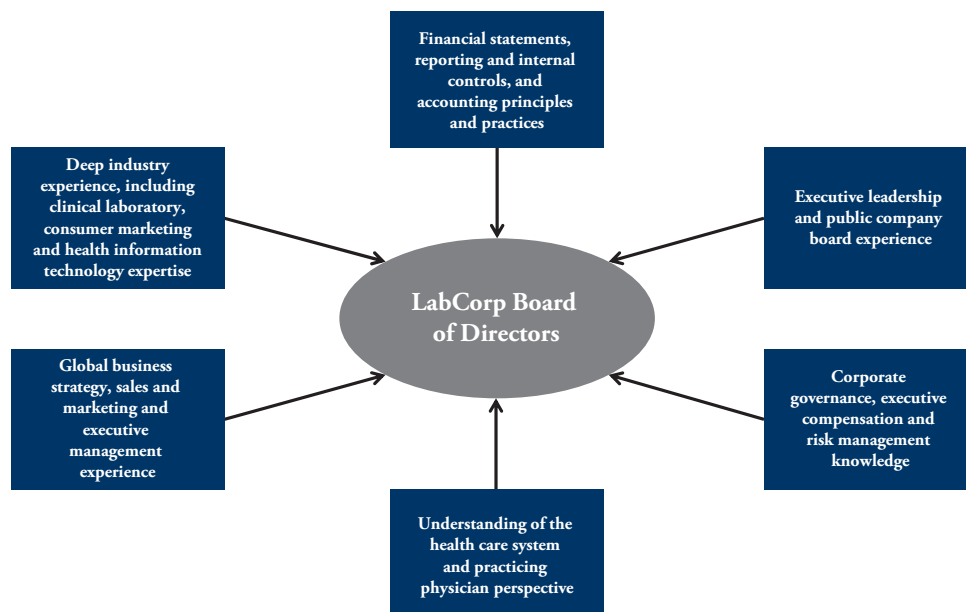 Financial statements,
reporting and internal
controls, and
accounting principles
and practices
Deep industry
experience, including
clinical laboratory,
consumer marketing
and health information
technology expertise
Executive leadership
and public company
board experience
LabCorp Board
of Directors
Global business
strategy, sales and
marketing and
executive
management
experience
Corporate
governance, executive
compensation and
risk management
knowledge
Understanding of the
health care system
and practicing
physician perspective